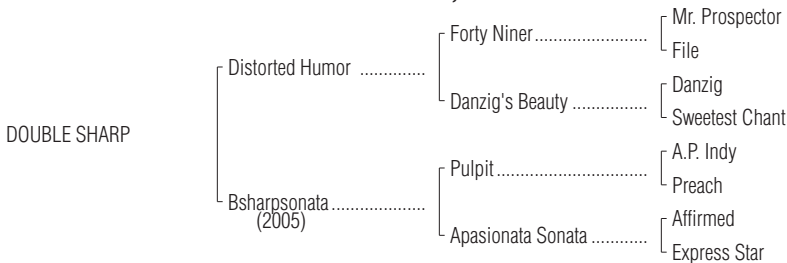 Mr. Prospector
Forty Niner......................
File
Distorted Humor ..............
Danzig
Danzig's Beauty ................
Sweetest Chant
DOUBLE SHARP
A.P. Indy
Pulpit.............................
Preach
Bsharpsonata....................
(2005)
Affirmed
Apasionata Sonata ............
Express Star